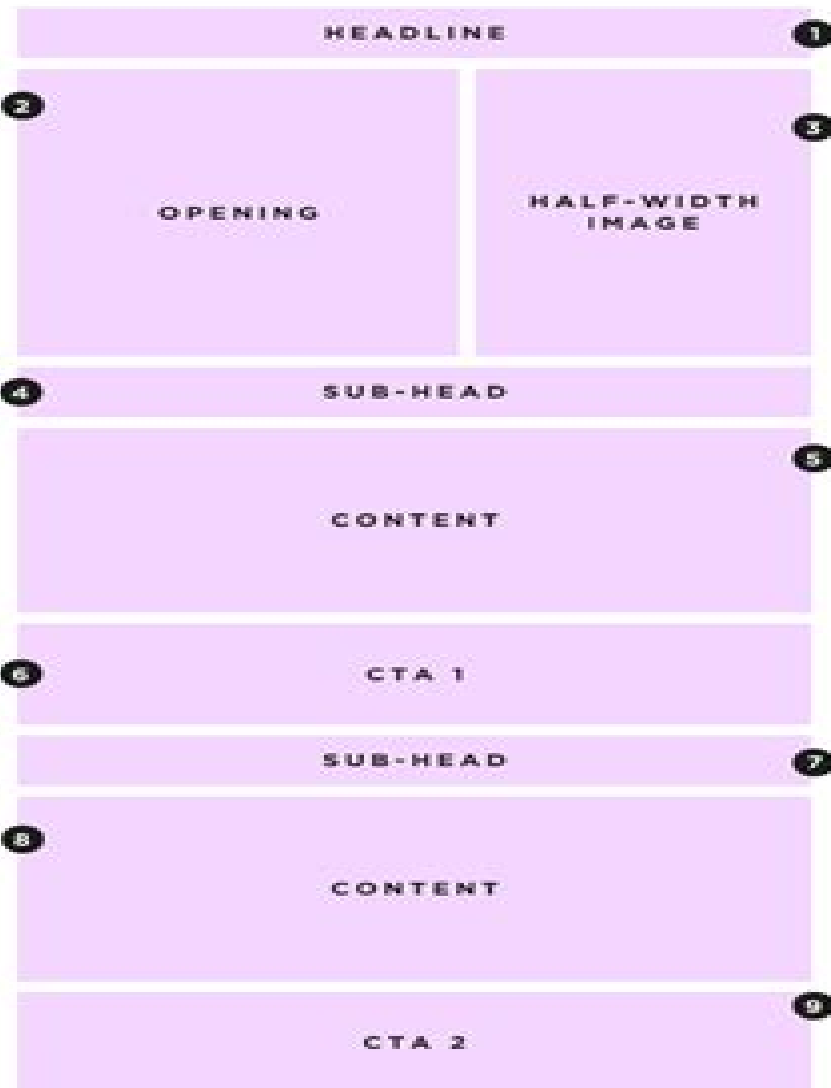 HEADLINE
1
2
3
OPENING
HALF-WIDTH
IMAGE
4
SUB-HEAD
5
CONTENT
6
CTA 1
SUB-HEAD
7
8
CONTENT
9
CTA 2